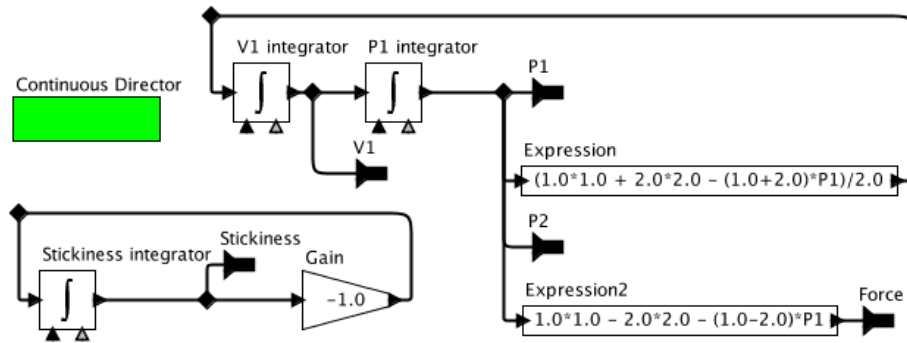 V1 integrator
P1 integrator
P1
Continuous Director
∫
∫
V1
Expression
(1.0*1.0 + 2.0*2.0 - (1.0+2.0)*P1)/2.0
P2
Stickiness
Stickiness integrator
Gain
∫
-1.0
Expression2
1.0*1.0 - 2.0*2.0 - (1.0-2.0)*P1
Force